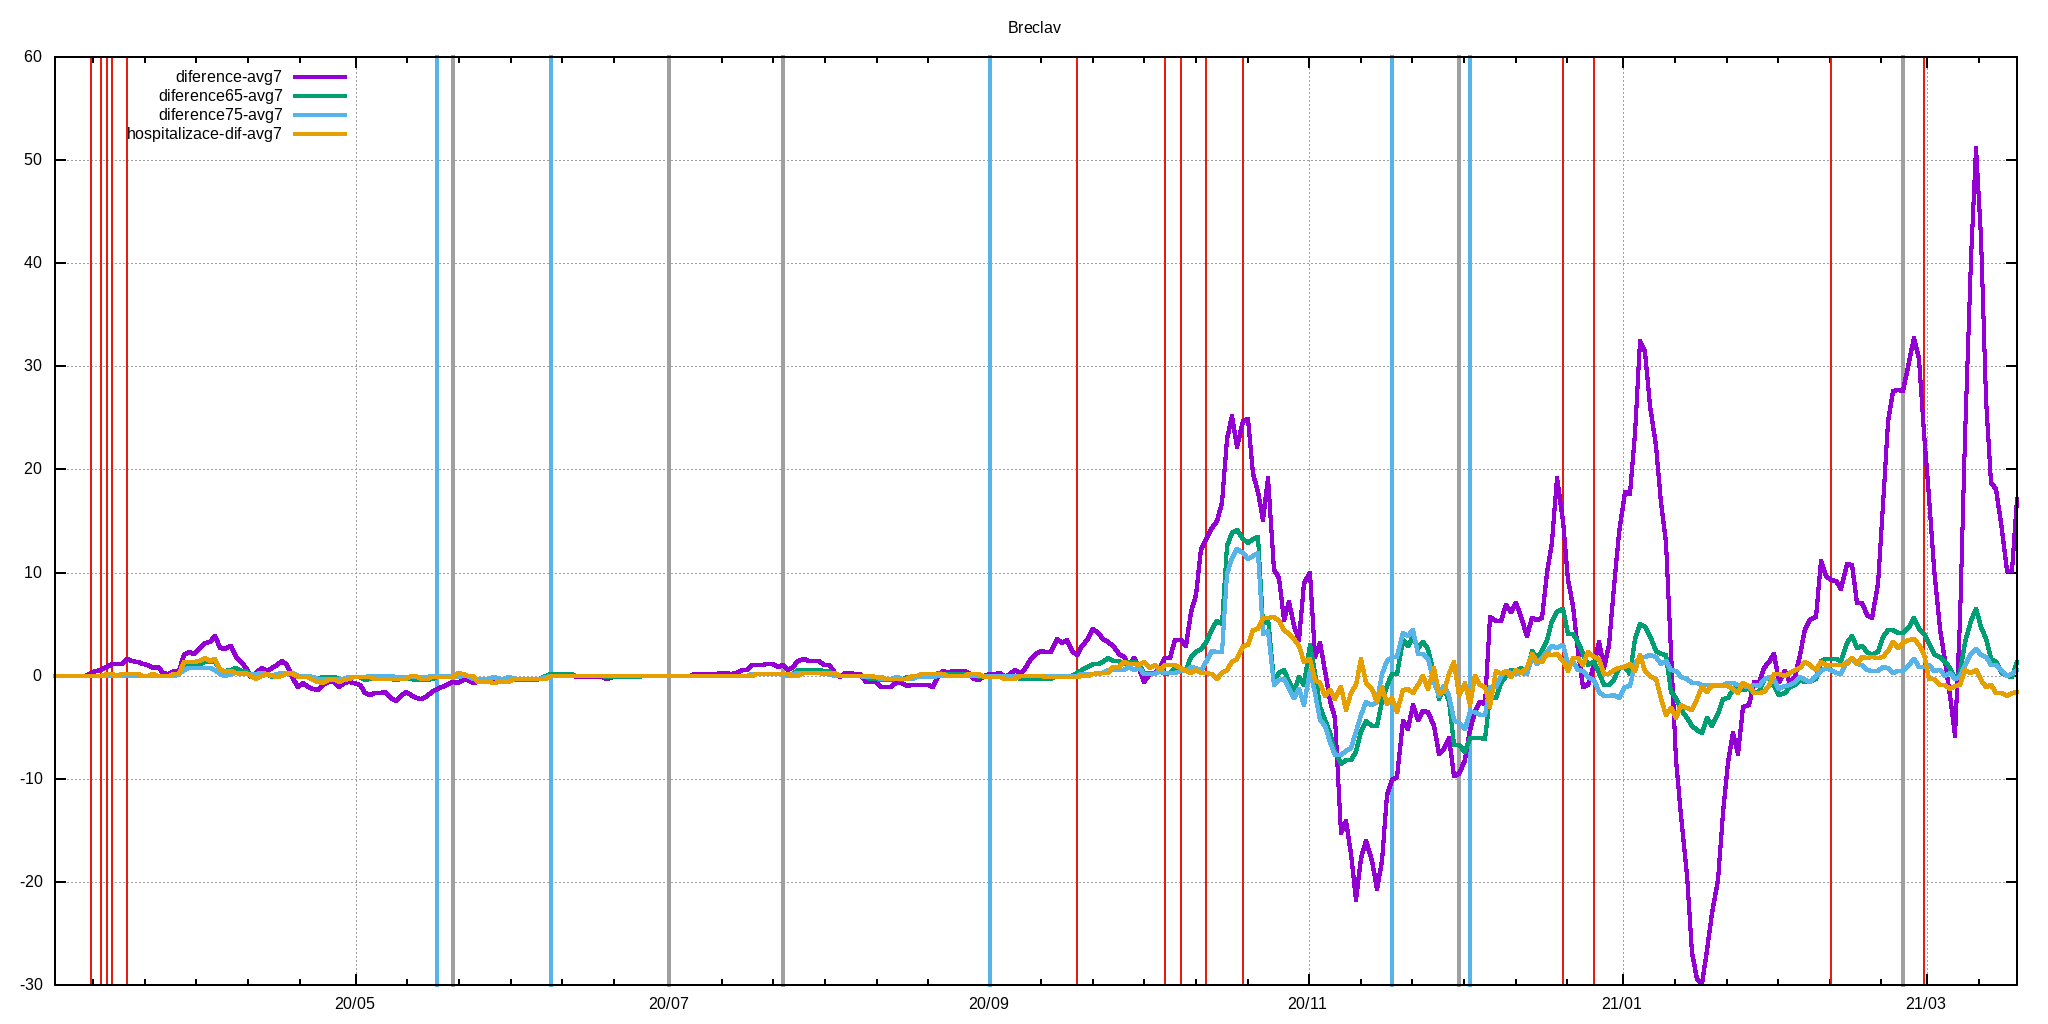 Breclav
diference-avg7
diference65-avg7
diference75-avg7
hospitalizace-dif-avg7
60
50
40
30
20
10
0
-10
-20
-30
20/05 20/07 20/09 20/11 21/01 21/03